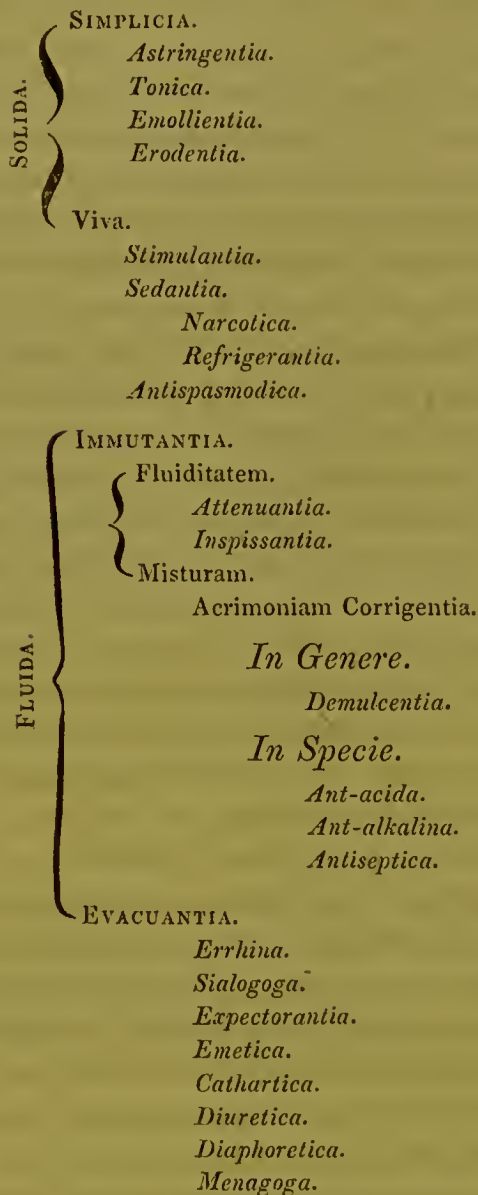 SOLIDA.
SIMPLICIA.
Astringentia.
Tonica.
Emollientia.
Erodentia.
Viva.
Stimulantia.
Sedantia.
Narcotica.
Refrigerantia.
Antispasmodica.
FLUIDA.
IMMUTANTIA.
Fluiditatem.
Attenuantia.
Inspissantia.
Misturam.
Acrimoniam Corrigentia.
In Genere.
Demulcentia.
In Specie.
Ant-acida.
Ant-alkalina.
Antiseptica.
EVACUANTIA.
Errhina.
Sialogoga.
Expectorantia.
Emetica.
Cathartica.
Diuretica.
Diaphoretica.
Menagoga.